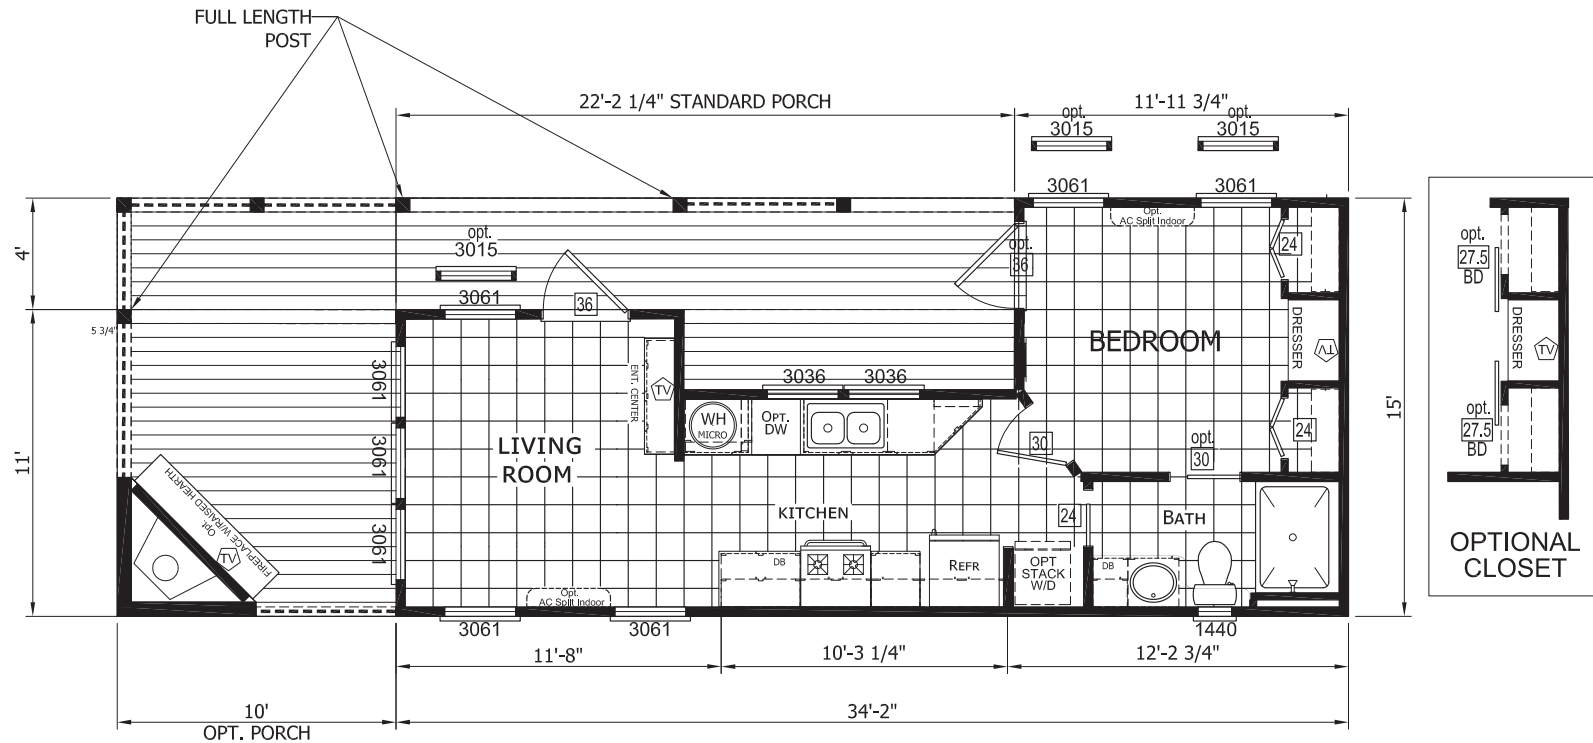 FULL LENGTH
POST
22'-2 1/4" STANDARD PORCH
11'-11 3/4"
opt.
3015
opt.
3015
3061
3061
Opt.
AC Split Indoor
4'
opt.
3015
3061
36
opt.
36
24
5 3/4"
11'
15'
BEDROOM
DRESSER
TV
3061
3061
3061
ENT. CENTER
TV
3036
3036
WH
MICRO
OPT.
DW
LIVING
ROOM
30
opt.
30
24
KITCHEN
24
BATH
FIREPLACE W/RAISED HEARTH
Opt.
TV
DB
REFR
OPT
STACK
W/D
DB
Opt.
AC Split Indoor
3061
3061
1440
11'-8"
10'-3 1/4"
12'-2 3/4"
10'
OPT. PORCH
34'-2"
opt.
27.5
BD
DRESSER
TV
opt.
27.5
BD
OPTIONAL
CLOSET